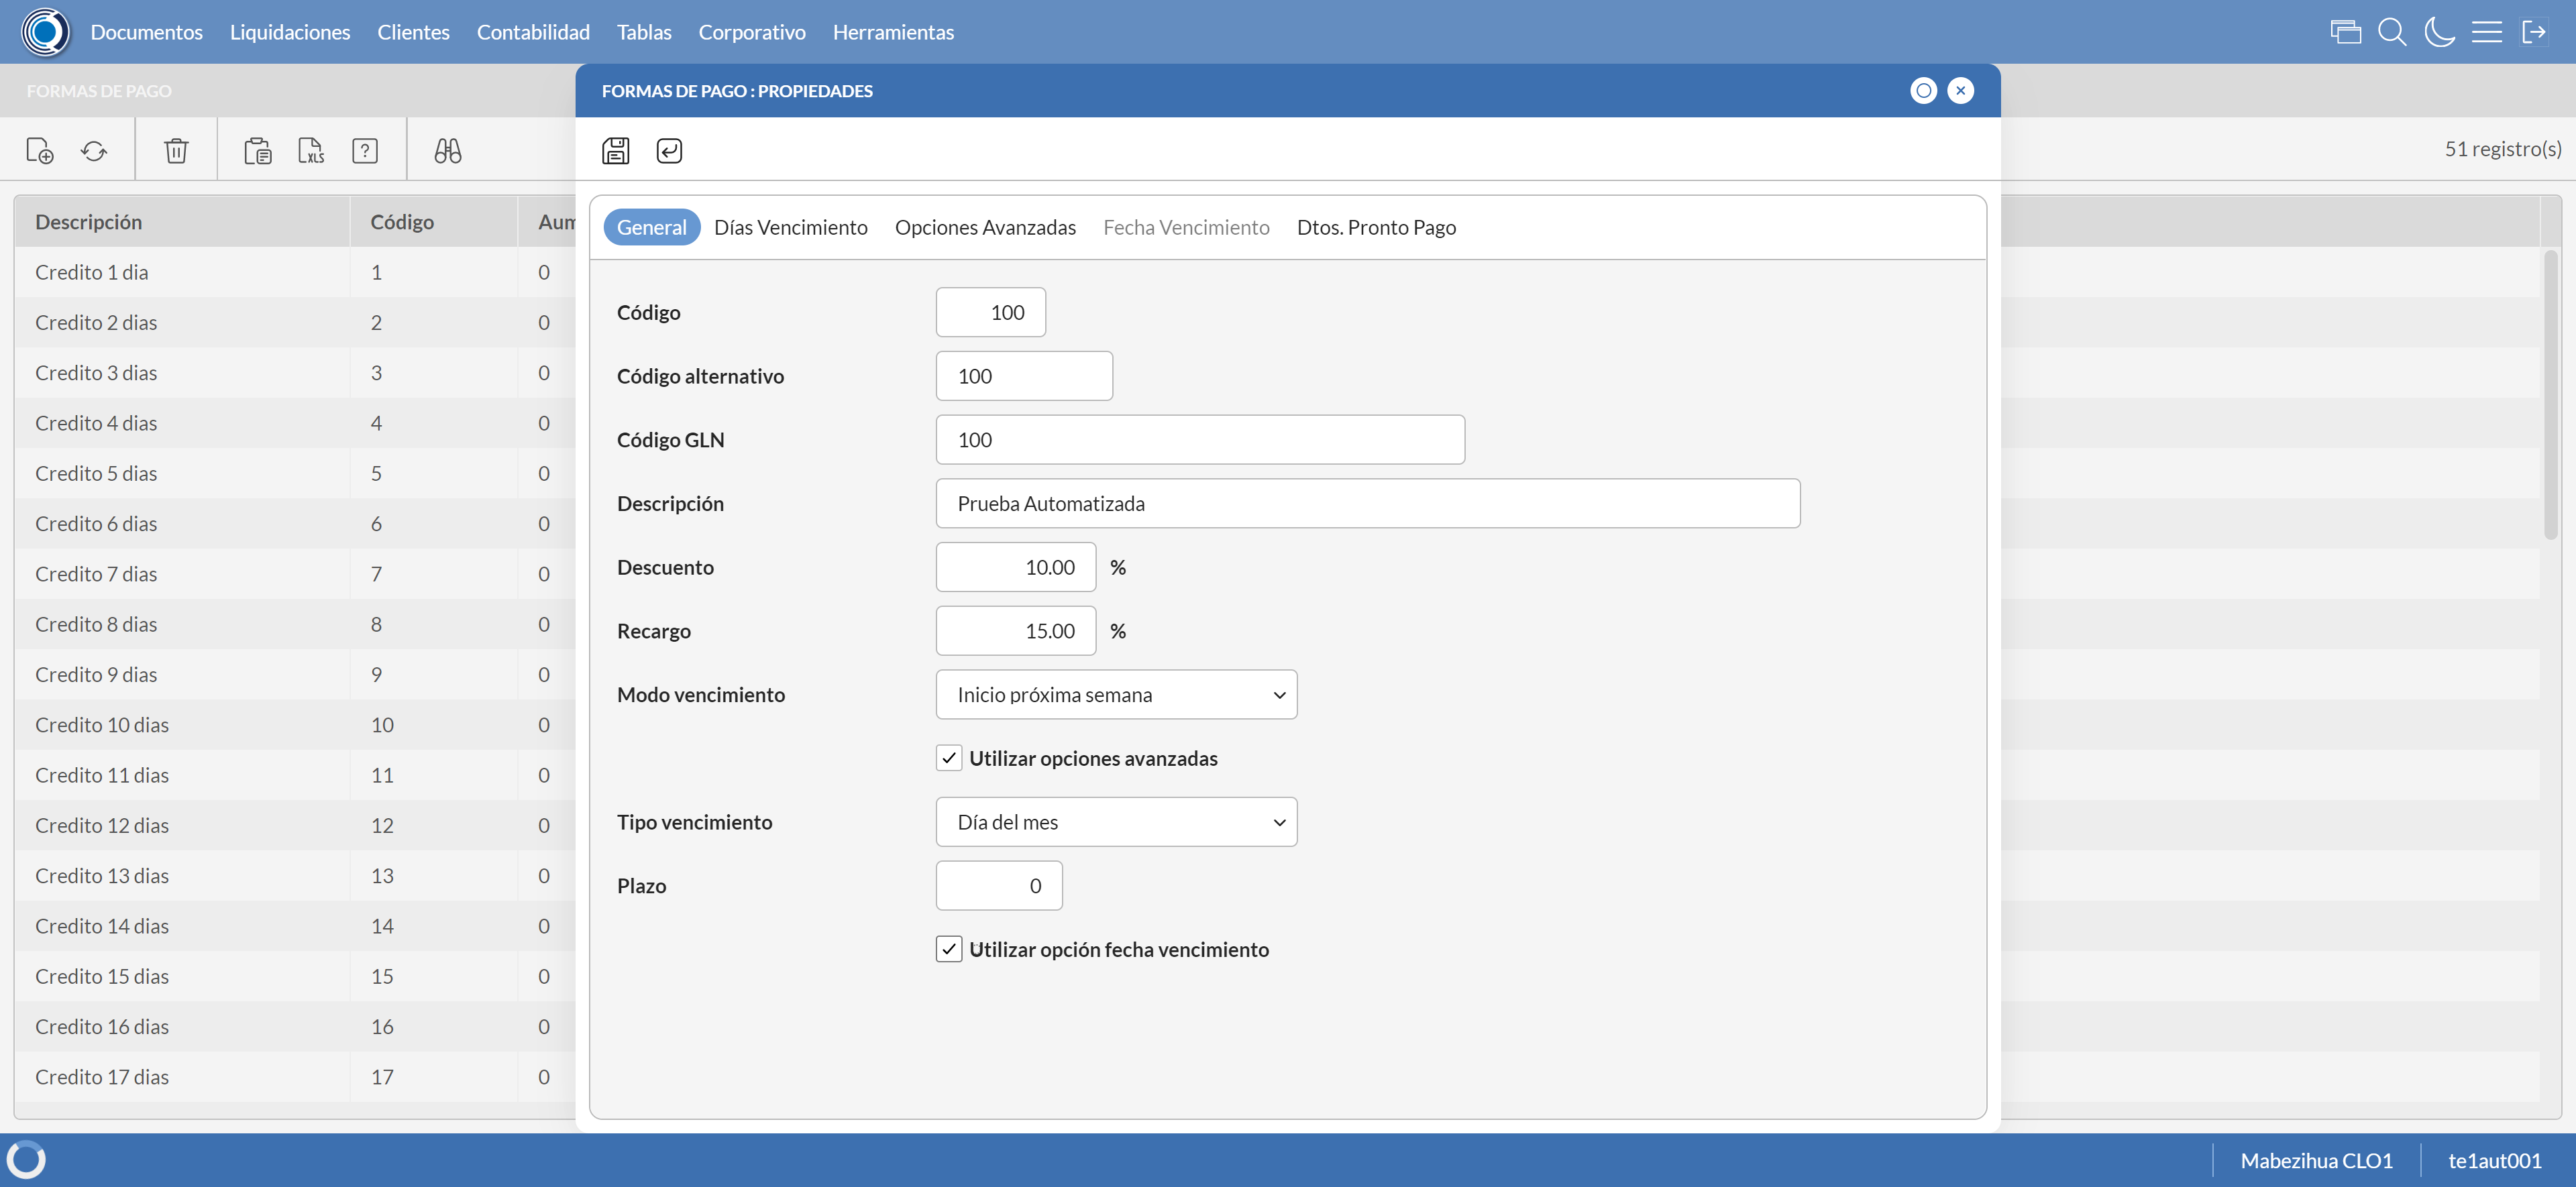 Documentos Liquidaciones Clientes Contabilidad Tablas Corporativo Herramientas
FORMAS DE PAGO
FORMAS DE PAGO : PROPIEDADES
XLS ?
51 registro(s)
Descripción Código Aum
General Días Vencimiento Opciones Avanzadas Fecha Vencimiento Dtos. Pronto Pago
Credito 1 dia 1 0
Credito 2 dias 2 0
Credito 3 dias 3 0
Credito 4 dias 4 0
Credito 5 dias 5 0
Credito 6 dias 6 0
Credito 7 dias 7 0
Credito 8 dias 8 0
Credito 9 dias 9 0
Credito 10 dias 10 0
Credito 11 dias 11 0
Credito 12 dias 12 0
Credito 13 dias 13 0
Credito 14 dias 14 0
Credito 15 dias 15 0
Credito 16 dias 16 0
Credito 17 dias 17 0
Código 100
Código alternativo 100
Código GLN 100
Descripción Prueba Automatizada
Descuento 10.00 %
Recargo 15.00 %
Modo vencimiento Inicio próxima semana
Utilizar opciones avanzadas
Tipo vencimiento Día del mes
Plazo 0
Utilizar opción fecha vencimiento
Mabezihua CLO1 te1aut001